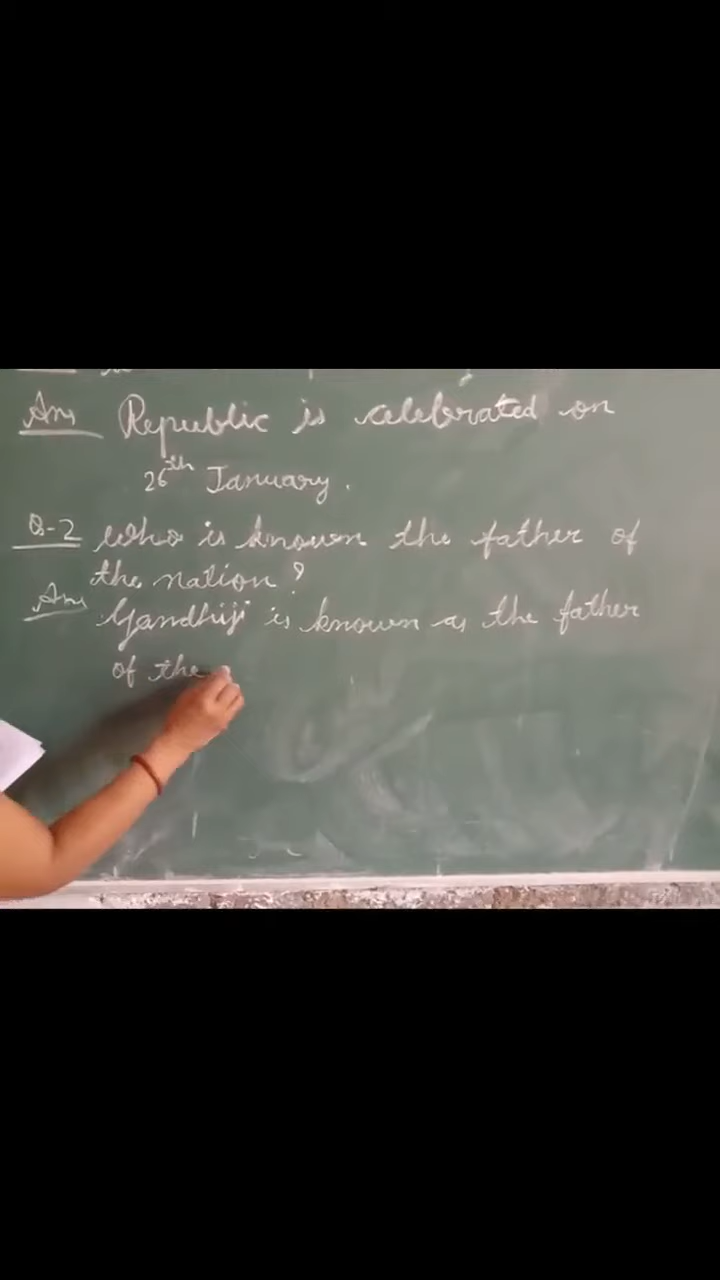 Ans Republic is celebrated on
26th January.
Q-2 Who is known the father of
the nation?
Ans Gandhiji is known as the father
of the